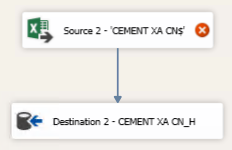 Source 2 - 'CEMENT XA CN$'
Destination 2 - CEMENT XA CN_H